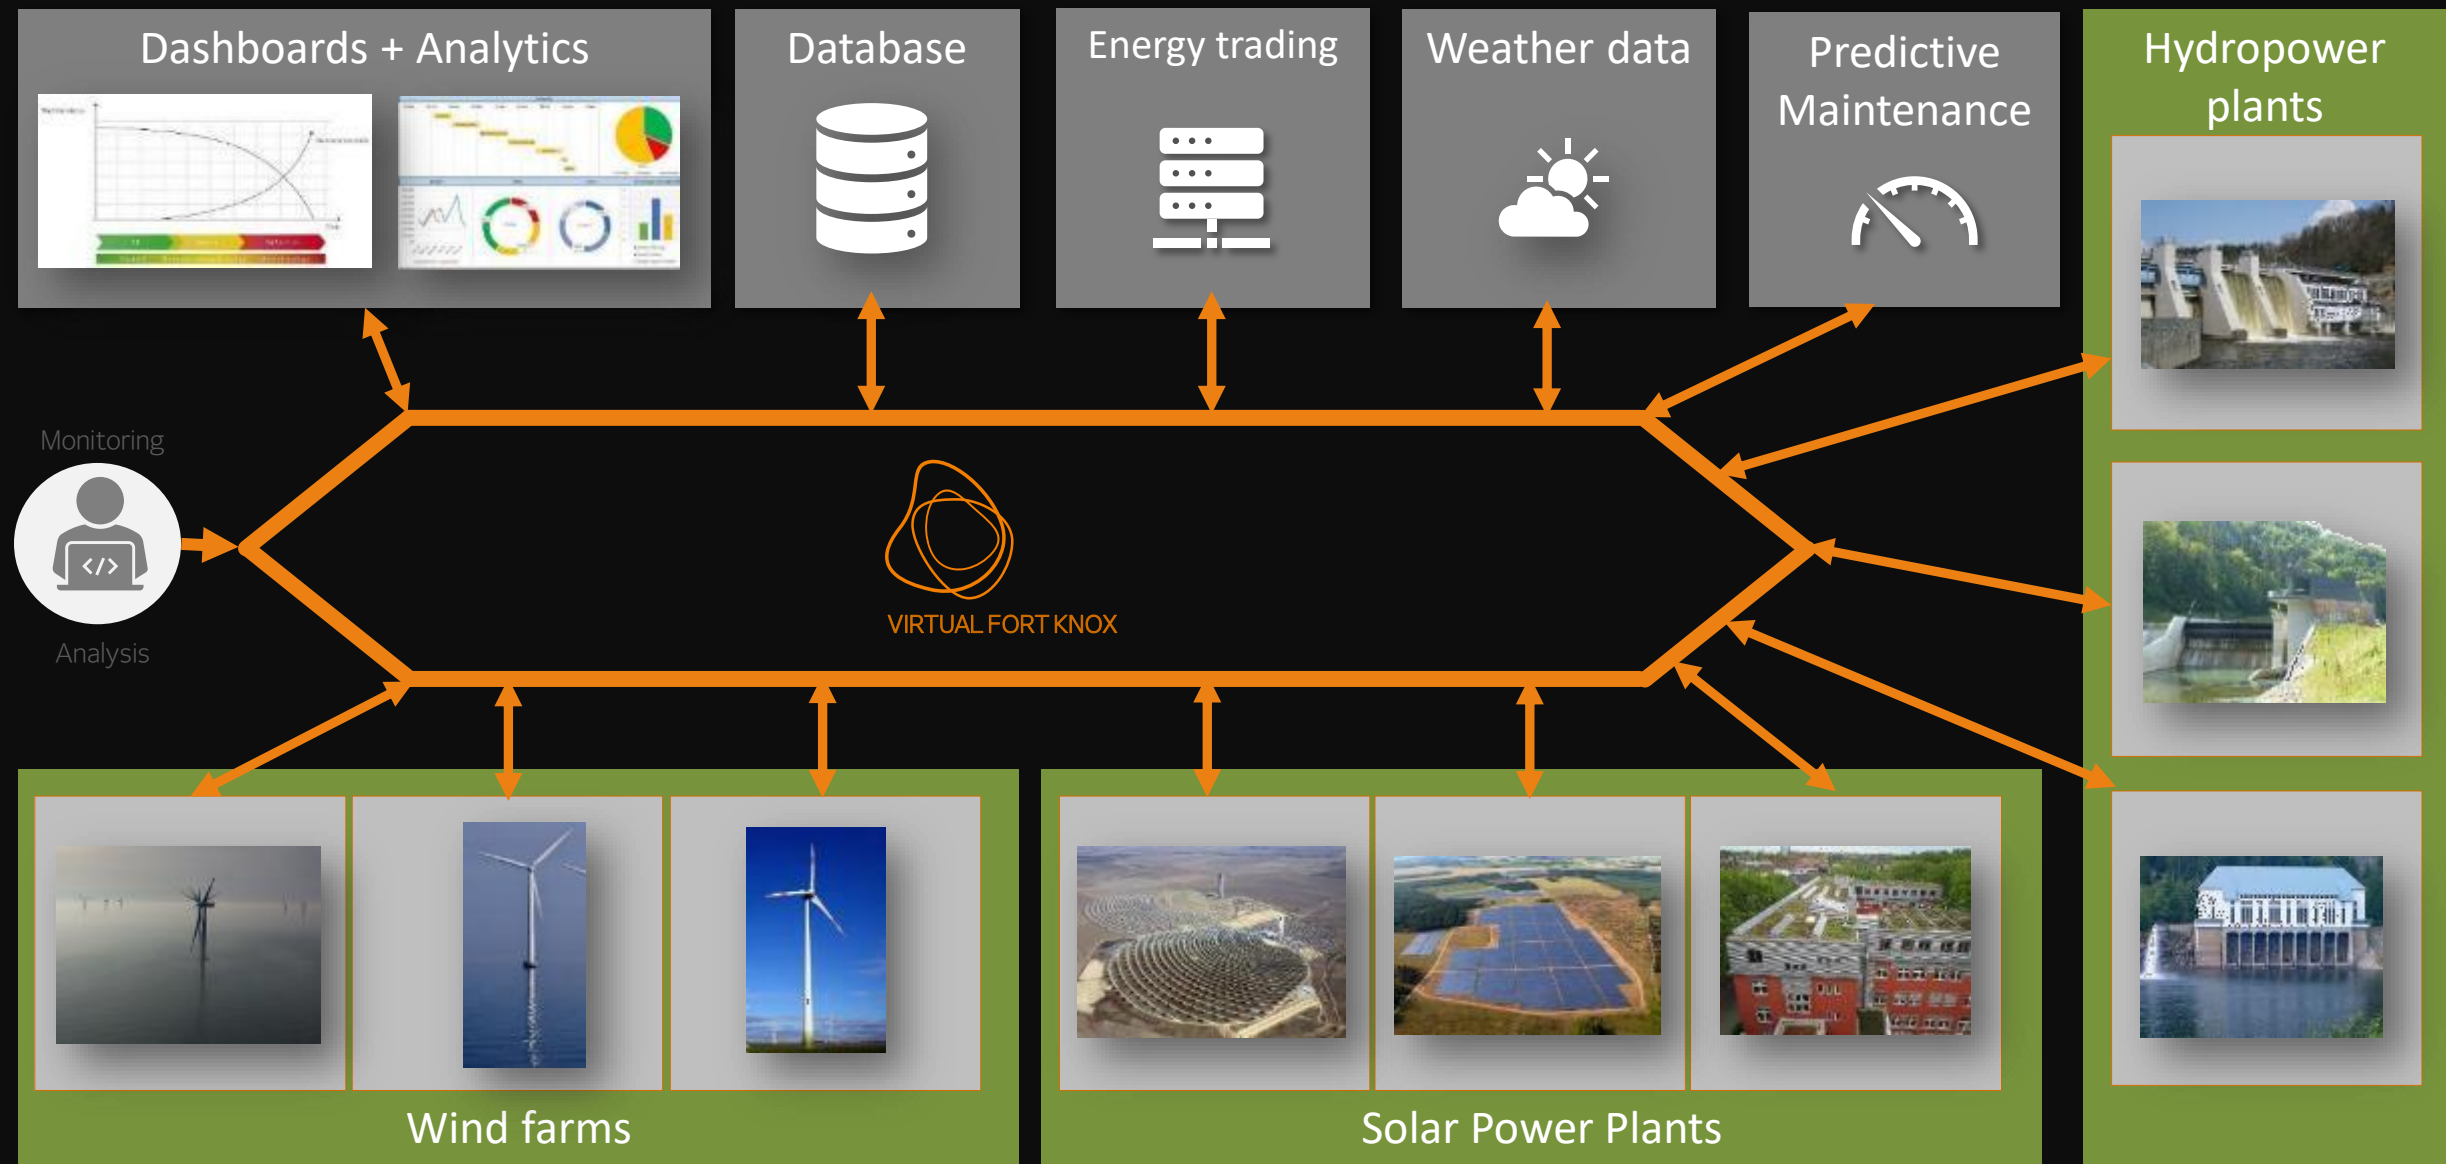 Dashboards + Analytics
Database
Energy trading
Weather data
Predictive
Maintenance
Hydropower
plants
Monitoring
</>
Analysis
VIRTUAL FORT KNOX
Wind farms
Solar Power Plants